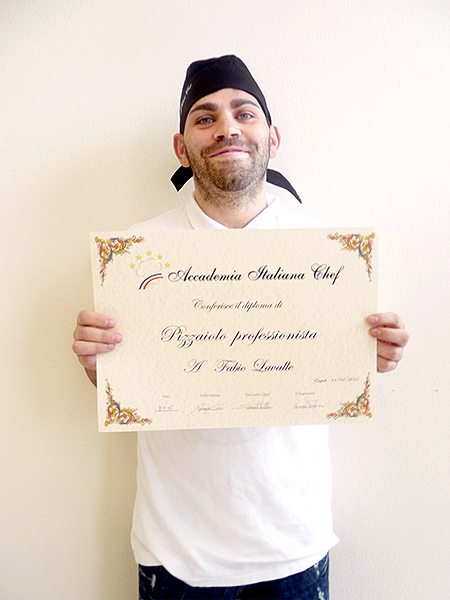 Accademia Italiana Chef
Conferisce il diploma di
Pizzaiolo professionista
A Fabio Lavalle